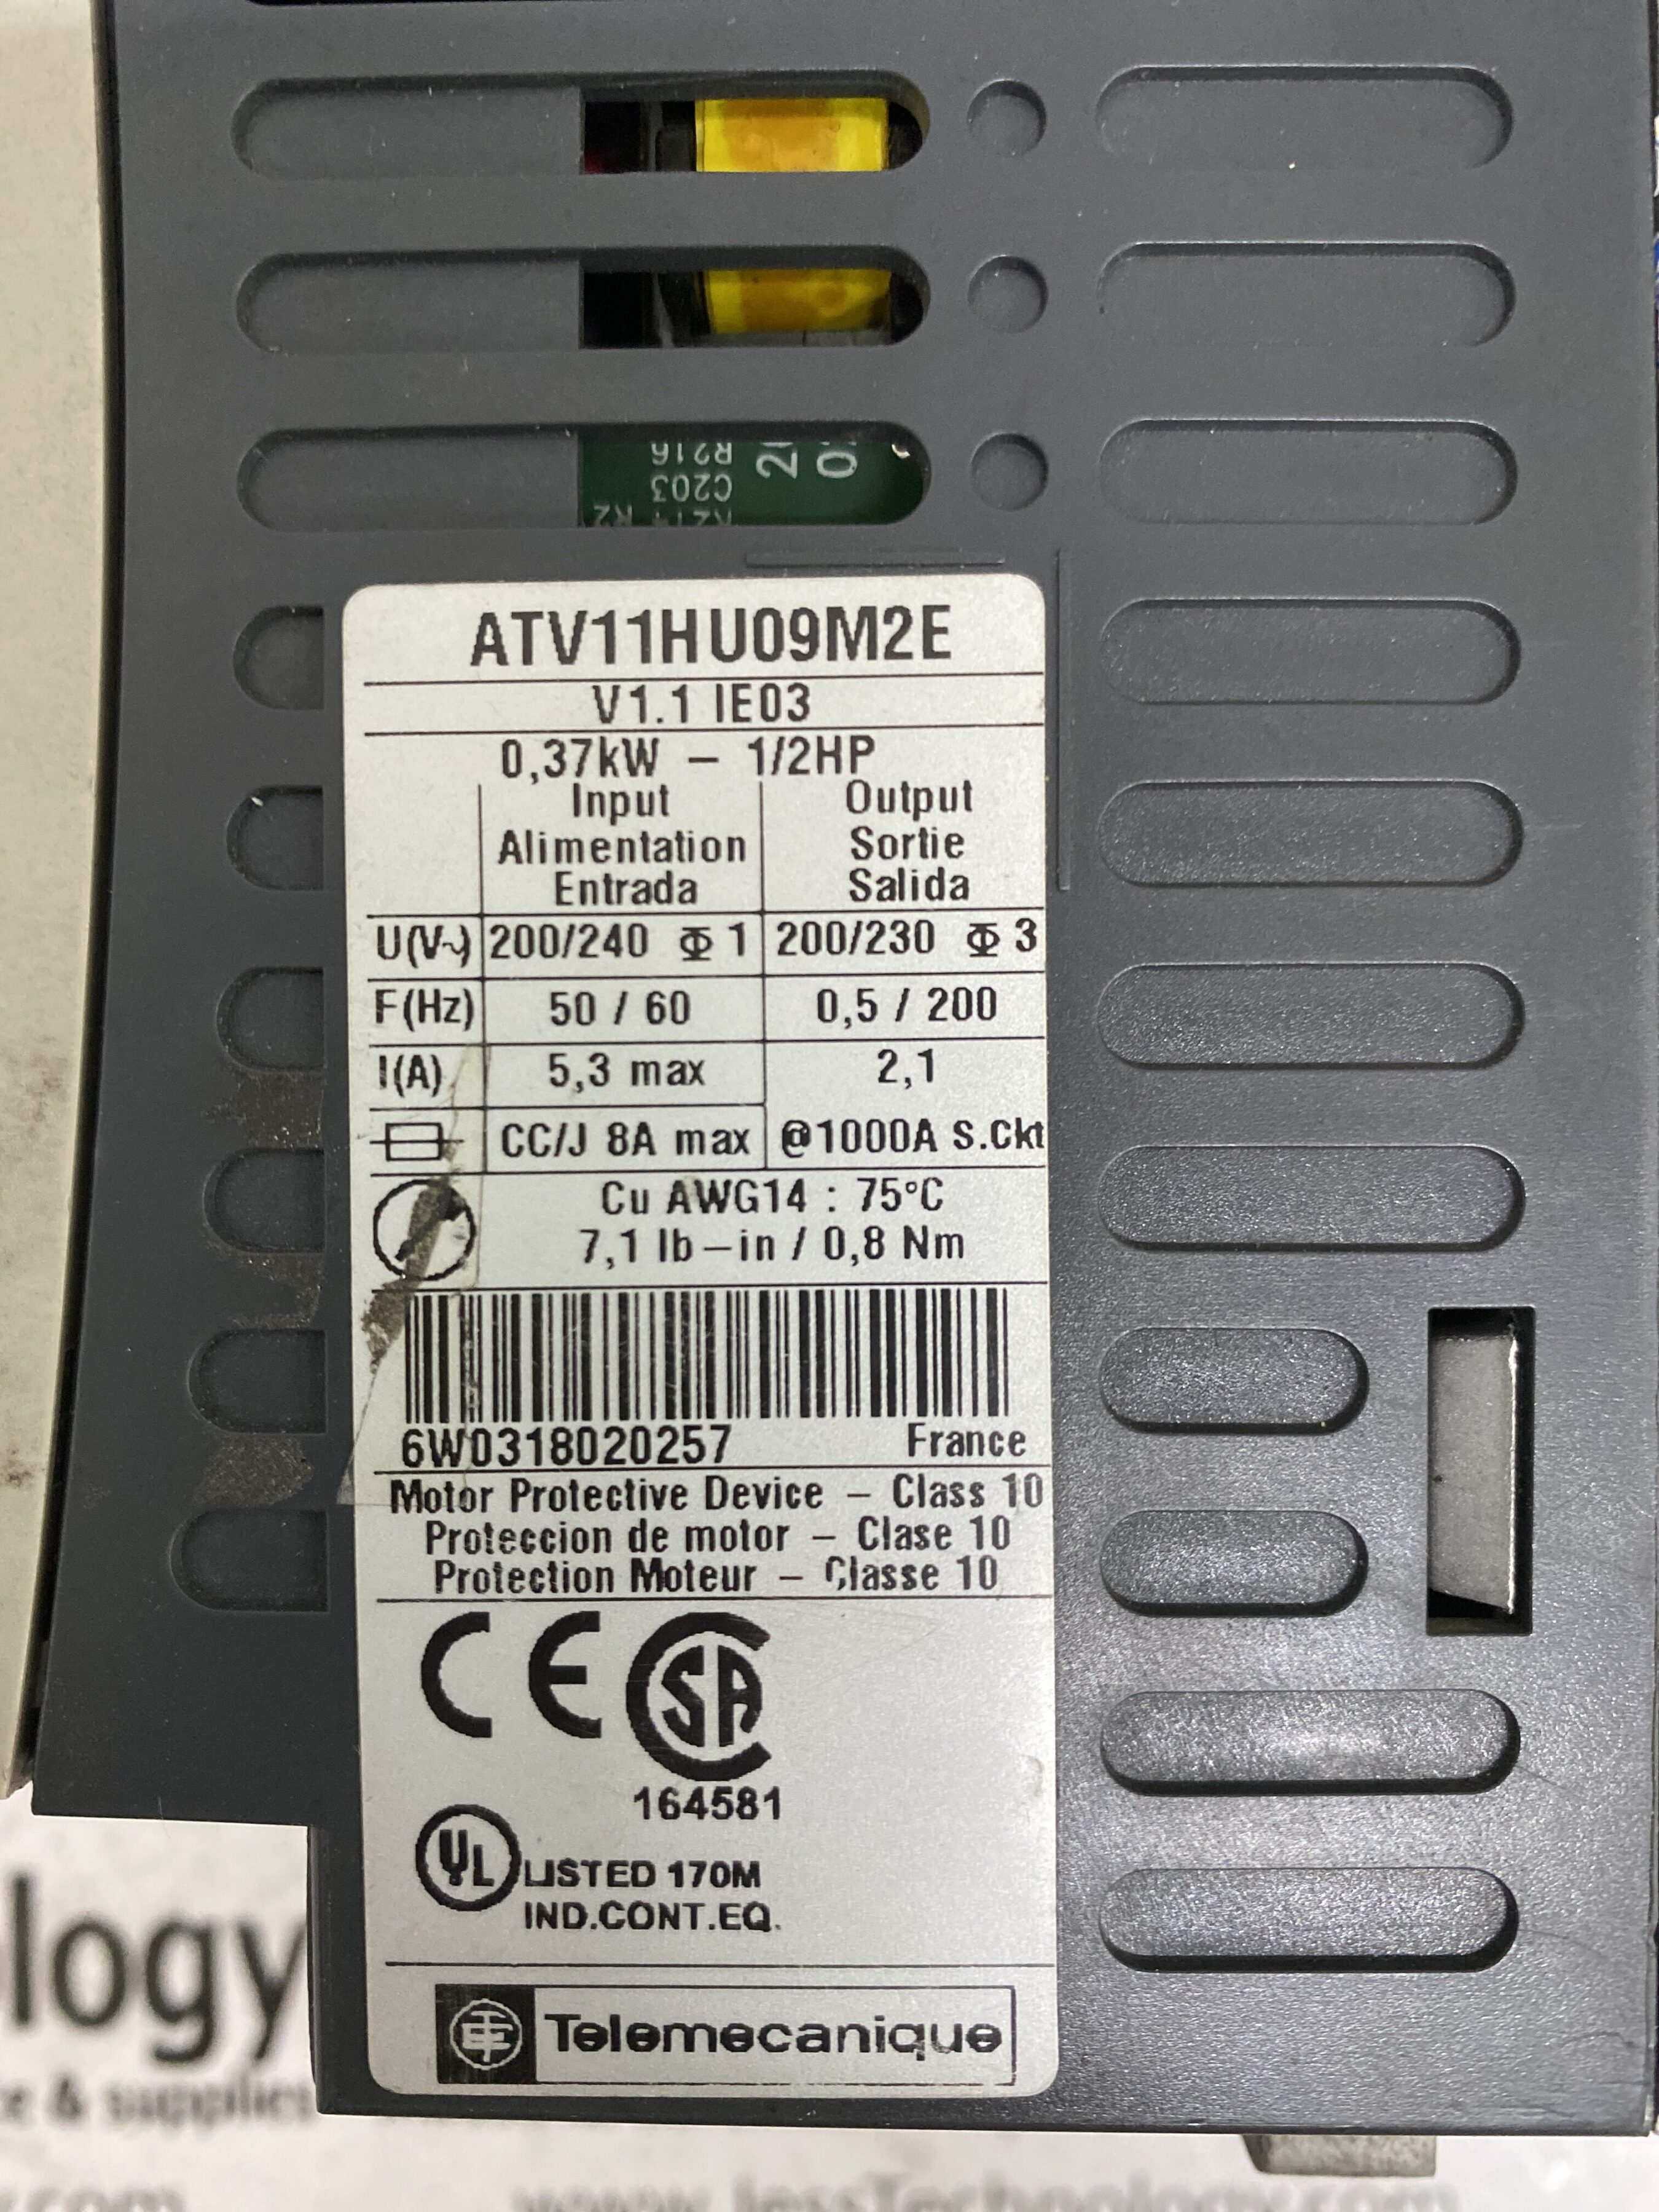 R216
C203
ATV11HU09M2E
V1.1 IE03
0,37kW – 1/2HP
Input Output
Alimentation Sortie
Entrada Salida
U(V~) 200/240 Φ 1 200/230 Φ 3
F(Hz) 50 / 60 0,5 / 200
I(A) 5,3 max 2,1
CC/J 8A max @1000A S.Ckt
Cu AWG14 : 75°C
7,1 lb–in / 0,8 Nm
6W0318020257 France
Motor Protective Device – Class 10
Proteccion de motor – Clase 10
Protection Moteur – Classe 10
CE CSA
164581
UL LISTED 170M
IND.CONT.EQ.
TE Telemecanique
logy
& supplies